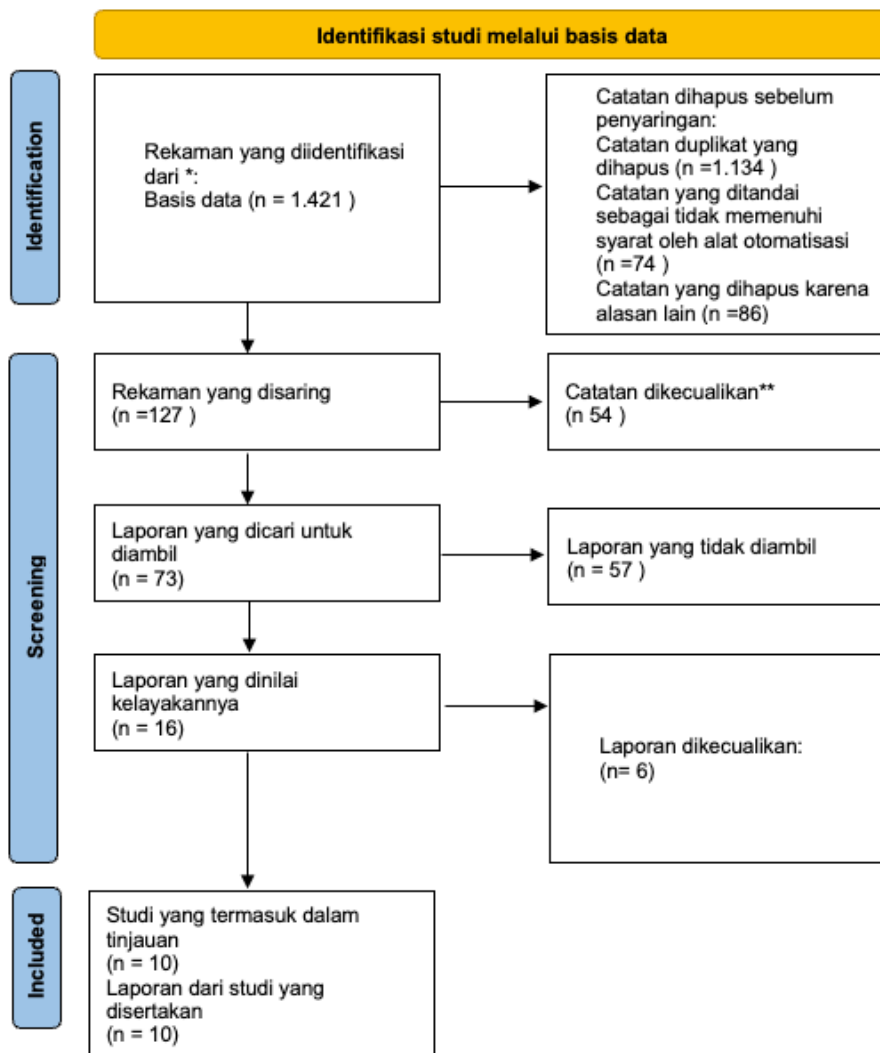 Identifikasi studi melalui basis data
Identification
Rekaman yang diidentifikasi
dari *:
Basis data (n = 1.421 )
Catatan dihapus sebelum
penyaringan:
Catatan duplikat yang
dihapus (n =1.134 )
Catatan yang ditandai
sebagai tidak memenuhi
syarat oleh alat otomatisasi
(n =74 )
Catatan yang dihapus karena
alasan lain (n =86)
Screening
Rekaman yang disaring
(n =127 )
Catatan dikecualikan**
(n 54 )
Laporan yang dicari untuk
diambil
(n = 73)
Laporan yang tidak diambil
(n = 57 )
Laporan yang dinilai
kelayakannya
(n = 16)
Laporan dikecualikan:
(n= 6)
Included
Studi yang termasuk dalam
tinjauan
(n = 10)
Laporan dari studi yang
disertakan
(n = 10)